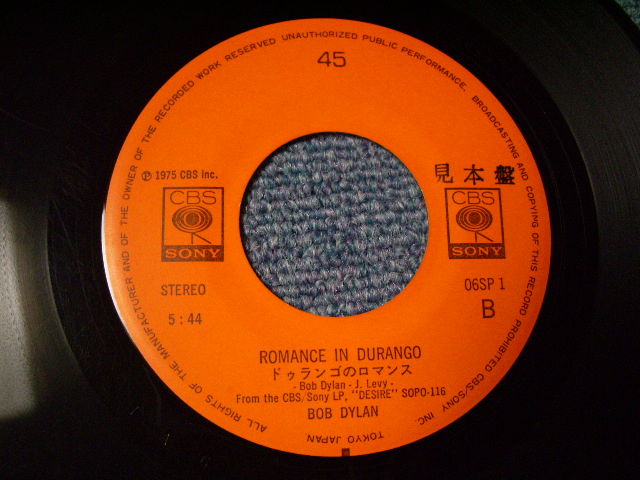 45
ALL RIGHTS OF THE MANUFACTURER AND OF THE OWNER OF THE RECORDED WORK RESERVED UNAUTHORIZED PUBLIC PERFORMANCE, BROADCASTING AND COPYING OF THIS RECORD PROHIBITED CBS/SONY INC.
TOKYO JAPAN.
℗ 1975 CBS Inc.
見本盤
CBS
SONY
CBS
SONY
STEREO
06SP 1
5:44
B
ROMANCE IN DURANGO
ドゥランゴのロマンス
- Bob Dylan - J. Levy -
From the CBS/Sony LP, "DESIRE" SOPO-116
BOB DYLAN